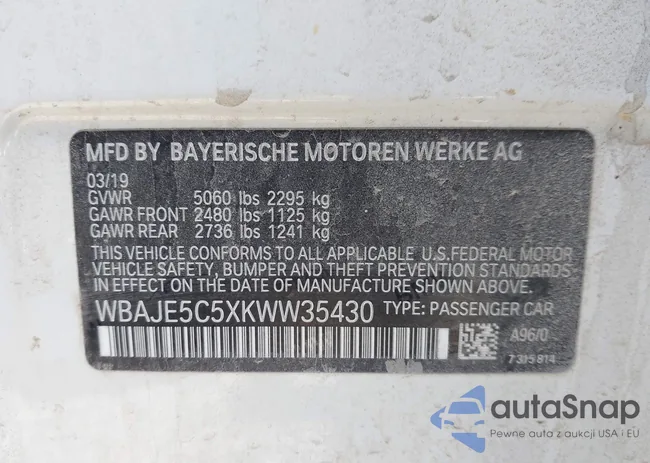 MFD BY BAYERISCHE MOTOREN WERKE AG
03/19
GVWR 5060 lbs 2295 kg
GAWR FRONT 2480 lbs 1125 kg
GAWR REAR 2736 lbs 1241 kg
THIS VEHICLE CONFORMS TO ALL APPLICABLE U.S. FEDERAL MOTOR
VEHICLE SAFETY, BUMPER AND THEFT PREVENTION STANDARDS
IN EFFECT ON THE DATE OF MANUFACTURE SHOWN ABOVE.
WBAJE5C5XKWW35430 TYPE: PASSENGER CAR
A96/0
7 315 814
autaSnap
Pewne auta z aukcji USA i EU